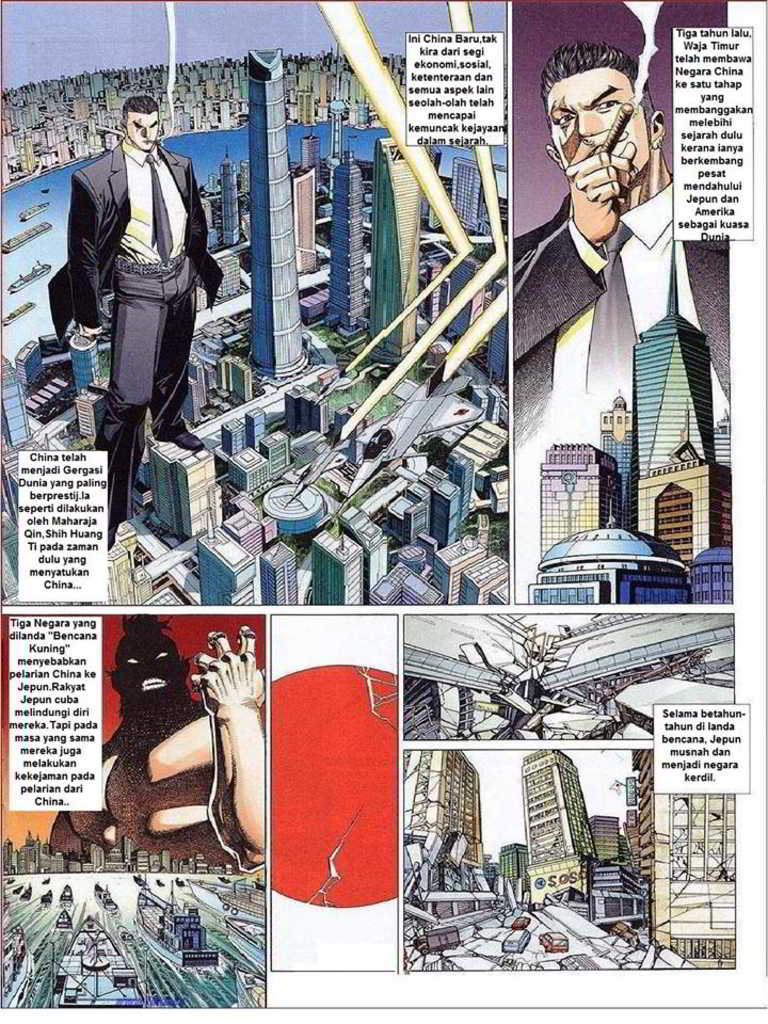 Ini China Baru,tak
kira dari segi
ekonomi,sosial,
ketenteraan dan
semua aspek lain
seolah-olah telah
mencapai
kemuncak kejayaan
dalam sejarah.
Tiga tahun lalu,
Waja Timur
telah membawa
Negara China
ke satu tahap
yang
membanggakan
melebihi
sejarah dulu
kerana ianya
berkembang
pesat
mendahului
Jepun dan
Amerika
sebagai kuasa
Dunia
China telah
menjadi Gergasi
Dunia yang paling
berprestij.Ia
seperti dilakukan
oleh Maharaja
Qin,Shih Huang
Ti pada zaman
dulu yang
menyatukan
China...
Tiga Negara yang
dilanda "Bencana
Kuning"
menyebabkan
pelarian China ke
Jepun.Rakyat
Jepun cuba
melindungi diri
mereka.Tapi pada
masa yang sama
mereka juga
melakukan
kekejaman pada
pelarian dari
China..
Selama betahun-
tahun di landa
bencana, Jepun
musnah dan
menjadi negara
kerdil.